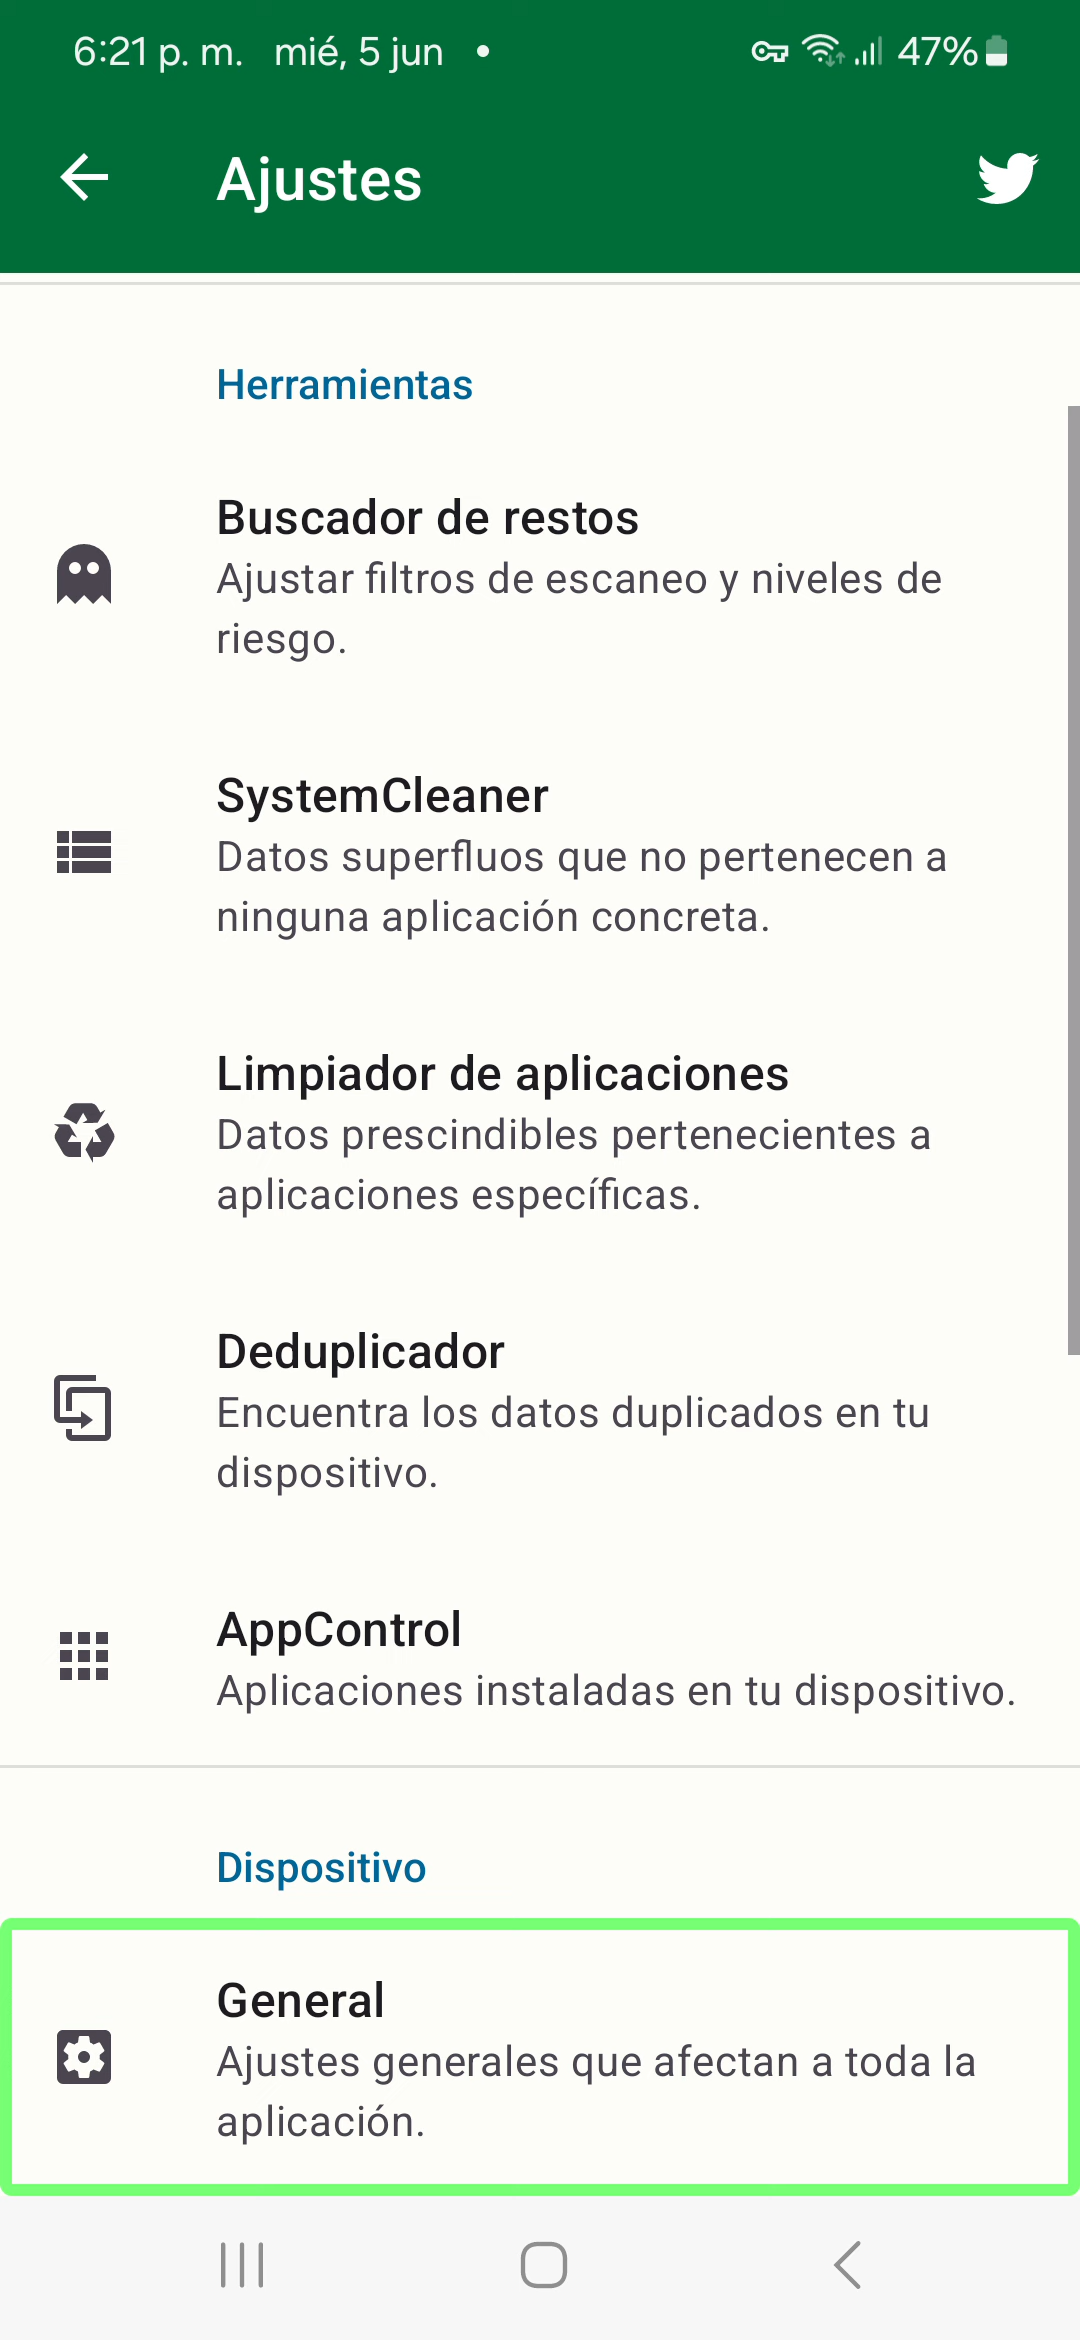 6:21 p. m. mié, 5 jun • 47%
Ajustes
Herramientas
Buscador de restos
Ajustar filtros de escaneo y niveles de
riesgo.
SystemCleaner
Datos superfluos que no pertenecen a
ninguna aplicación concreta.
Limpiador de aplicaciones
Datos prescindibles pertenecientes a
aplicaciones específicas.
Deduplicador
Encuentra los datos duplicados en tu
dispositivo.
AppControl
Aplicaciones instaladas en tu dispositivo.
Dispositivo
General
Ajustes generales que afectan a toda la
aplicación.